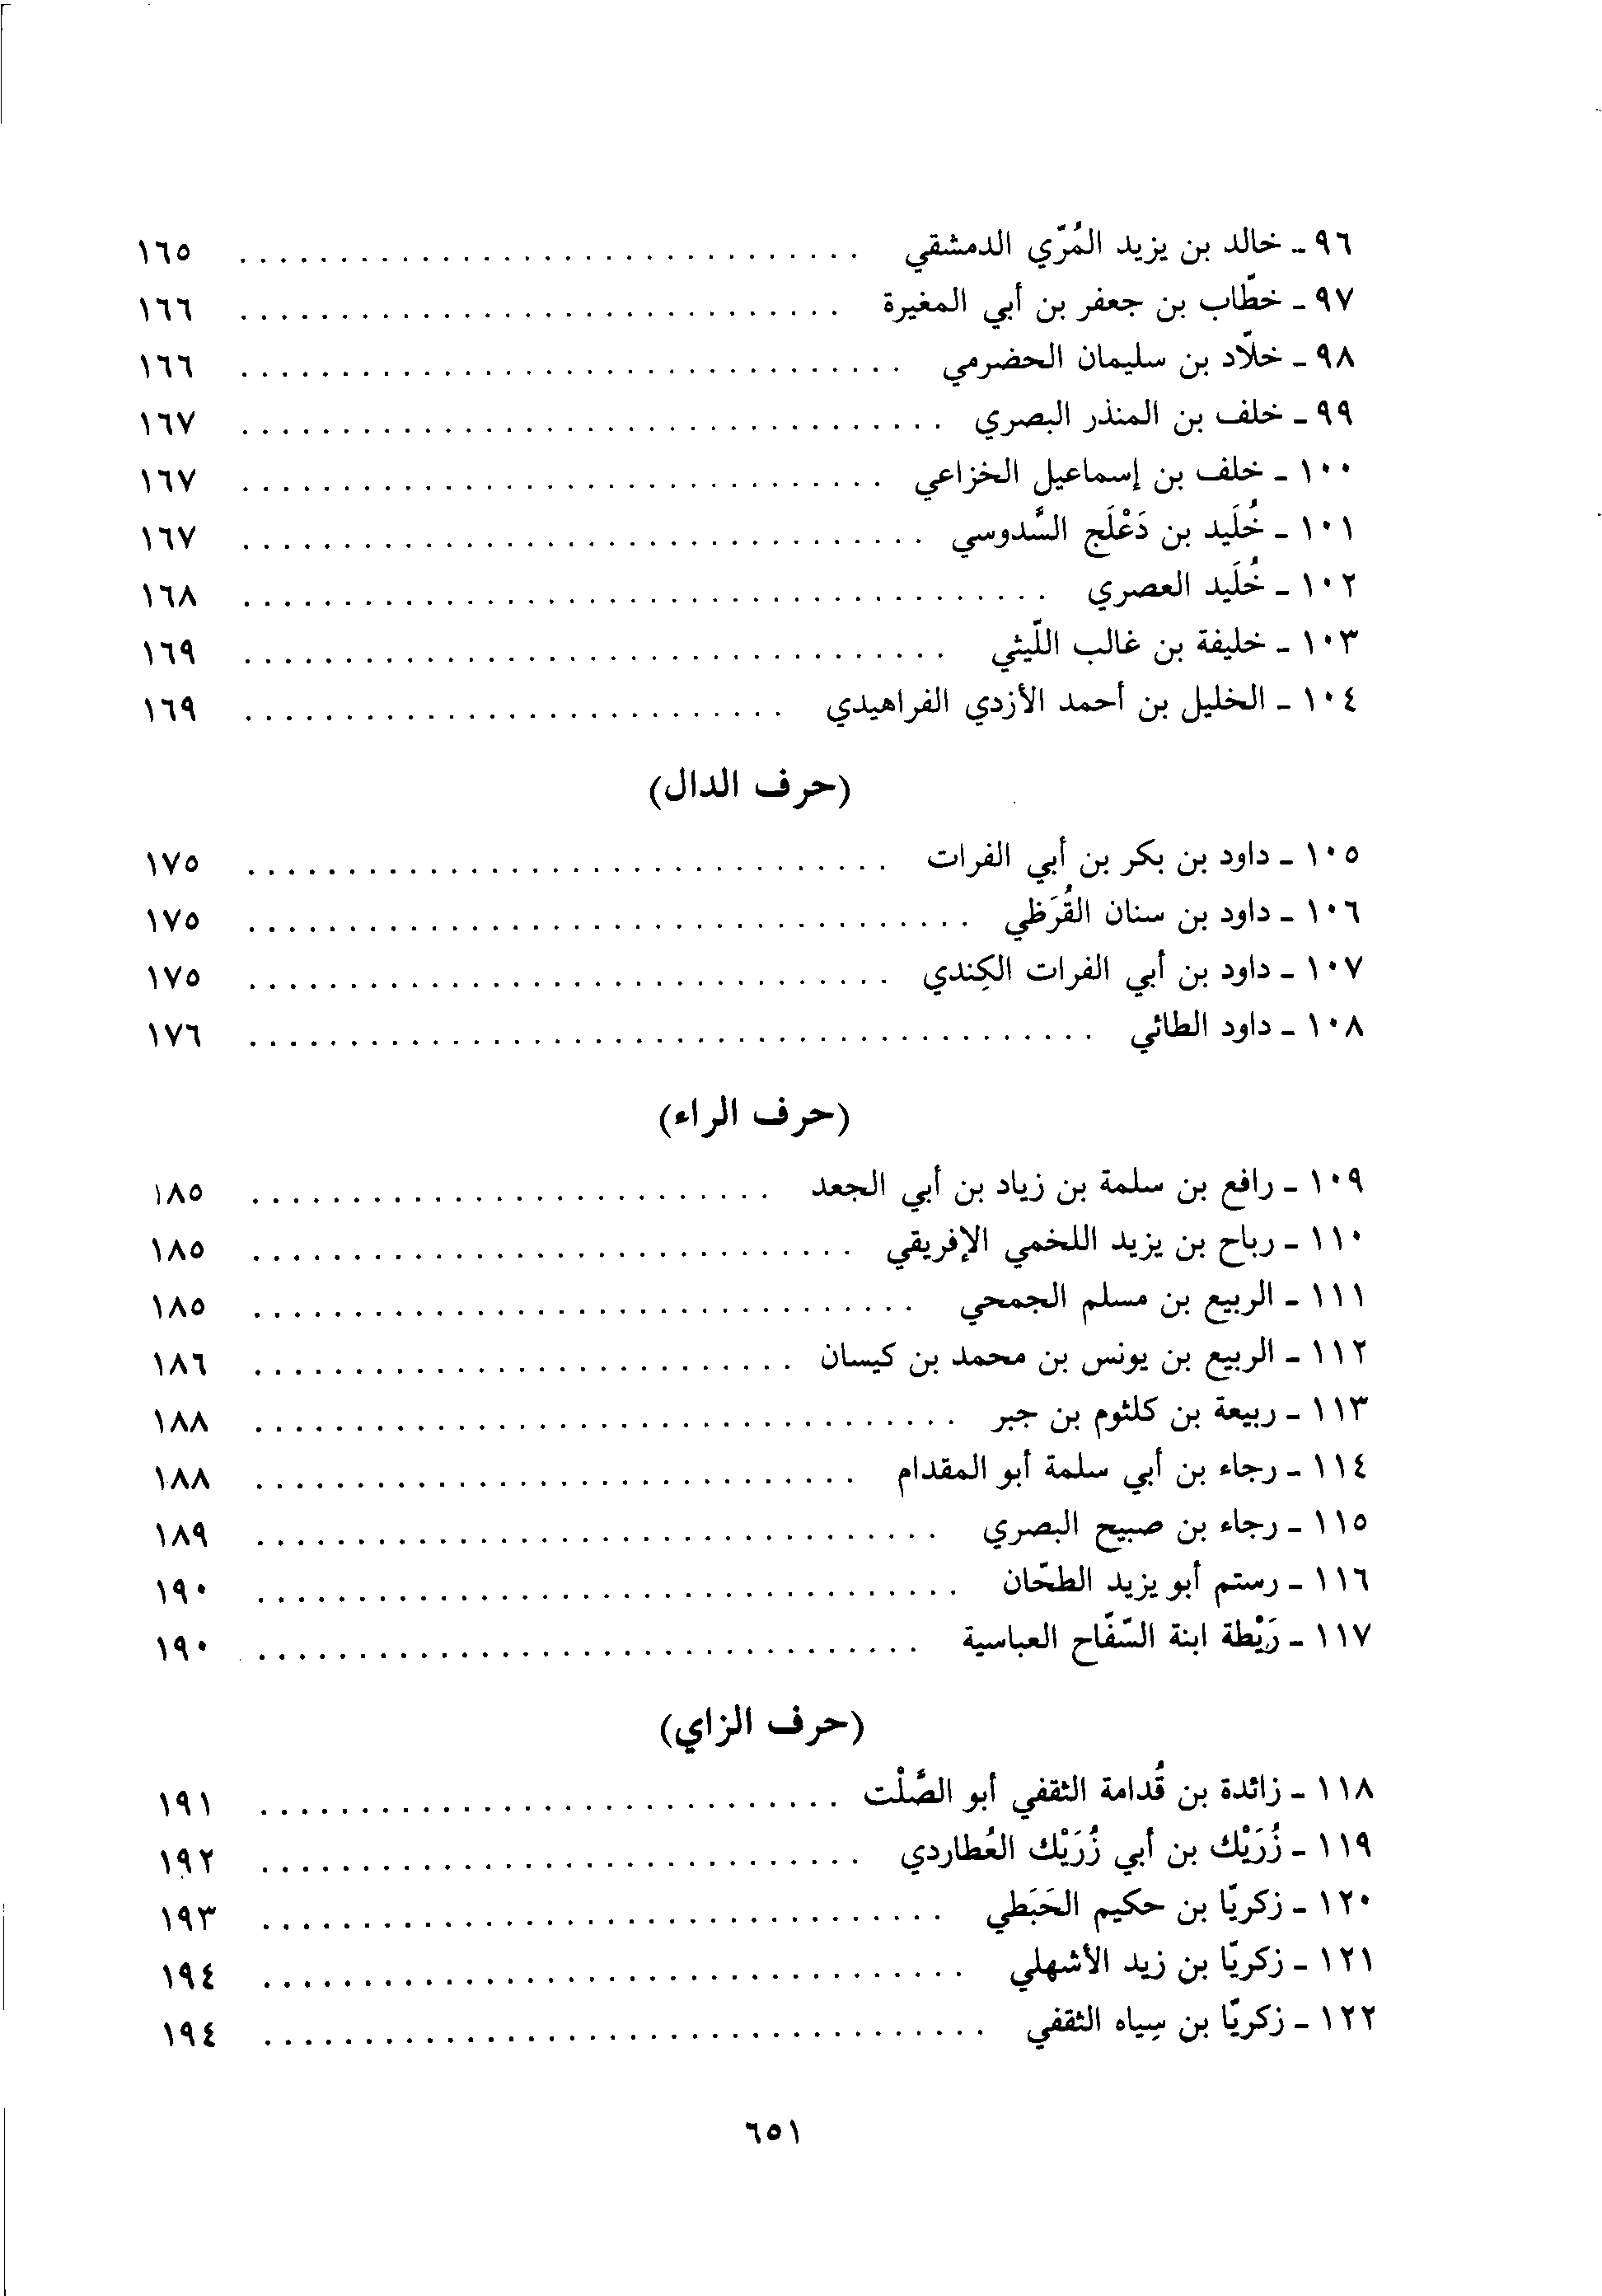 ٩٦ ـ خالد بن يزيد المُرّي الدمشقي . . . . . . . . . . . . . . . . . . . . . . . . . . . . . . ١٦٥
٩٧ ـ خطّاب بن جعفر بن أبي المغيرة . . . . . . . . . . . . . . . . . . . . . . . . . . . . . ١٦٦
٩٨ ـ خلّاد بن سليمان الحضرمي . . . . . . . . . . . . . . . . . . . . . . . . . . . . . . . . ١٦٦
٩٩ ـ خلف بن المنذر البصري . . . . . . . . . . . . . . . . . . . . . . . . . . . . . . . . . . ١٦٧
١٠٠ ـ خلف بن إسماعيل الخزاعي . . . . . . . . . . . . . . . . . . . . . . . . . . . . . . . ١٦٧
١٠١ ـ خُلَيد بن دَعْلَج السَّدوسي . . . . . . . . . . . . . . . . . . . . . . . . . . . . . . . . . ١٦٧
١٠٢ ـ خُلَيد العصري . . . . . . . . . . . . . . . . . . . . . . . . . . . . . . . . . . . . . . . ١٦٨
١٠٣ ـ خليفة بن غالب اللّيثي . . . . . . . . . . . . . . . . . . . . . . . . . . . . . . . . . . ١٦٩
١٠٤ ـ الخليل بن أحمد الأزدي الفراهيدي . . . . . . . . . . . . . . . . . . . . . . . . . . ١٦٩
(حرف الدال)
١٠٥ ـ داود بن بكر بن أبي الفرات . . . . . . . . . . . . . . . . . . . . . . . . . . . . . . . ١٧٥
١٠٦ ـ داود بن سنان القُرَظي . . . . . . . . . . . . . . . . . . . . . . . . . . . . . . . . . . . ١٧٥
١٠٧ ـ داود بن أبي الفرات الكِندي . . . . . . . . . . . . . . . . . . . . . . . . . . . . . . . ١٧٥
١٠٨ ـ داود الطائي . . . . . . . . . . . . . . . . . . . . . . . . . . . . . . . . . . . . . . . . . ١٧٦
(حرف الراء)
١٠٩ ـ رافع بن سلمة بن زياد بن أبي الجعد . . . . . . . . . . . . . . . . . . . . . . . . . ١٨٥
١١٠ ـ رباح بن يزيد اللخمي الإفريقي . . . . . . . . . . . . . . . . . . . . . . . . . . . . . ١٨٥
١١١ ـ الربيع بن مسلم الجمحي . . . . . . . . . . . . . . . . . . . . . . . . . . . . . . . . ١٨٥
١١٢ ـ الربيع بن يونس بن محمد بن كيسان . . . . . . . . . . . . . . . . . . . . . . . . . . ١٨٦
١١٣ ـ ربيعة بن كلثوم بن جبر . . . . . . . . . . . . . . . . . . . . . . . . . . . . . . . . . . ١٨٨
١١٤ ـ رجاء بن أبي سلمة أبو المقدام . . . . . . . . . . . . . . . . . . . . . . . . . . . . . ١٨٨
١١٥ ـ رجاء بن صبيح البصري . . . . . . . . . . . . . . . . . . . . . . . . . . . . . . . . . ١٨٩
١١٦ ـ رستم أبو يزيد الطحّان . . . . . . . . . . . . . . . . . . . . . . . . . . . . . . . . . . ١٩٠
١١٧ ـ رَيْطة ابنة السّفّاح العباسية . . . . . . . . . . . . . . . . . . . . . . . . . . . . . . . . ١٩٠
(حرف الزاي)
١١٨ ـ زائدة بن قُدامة الثقفي أبو الصَّلْت . . . . . . . . . . . . . . . . . . . . . . . . . . . . ١٩١
١١٩ ـ زُرَيْك بن أبي زُرَيْك العُطاردي . . . . . . . . . . . . . . . . . . . . . . . . . . . . . ١٩٢
١٢٠ ـ زكريّا بن حكيم الحَبَطي . . . . . . . . . . . . . . . . . . . . . . . . . . . . . . . . . ١٩٣
١٢١ ـ زكريّا بن زيد الأشهلي . . . . . . . . . . . . . . . . . . . . . . . . . . . . . . . . . . ١٩٤
١٢٢ ـ زكريّا بن سِياه الثقفي . . . . . . . . . . . . . . . . . . . . . . . . . . . . . . . . . . . ١٩٤
٦٥١